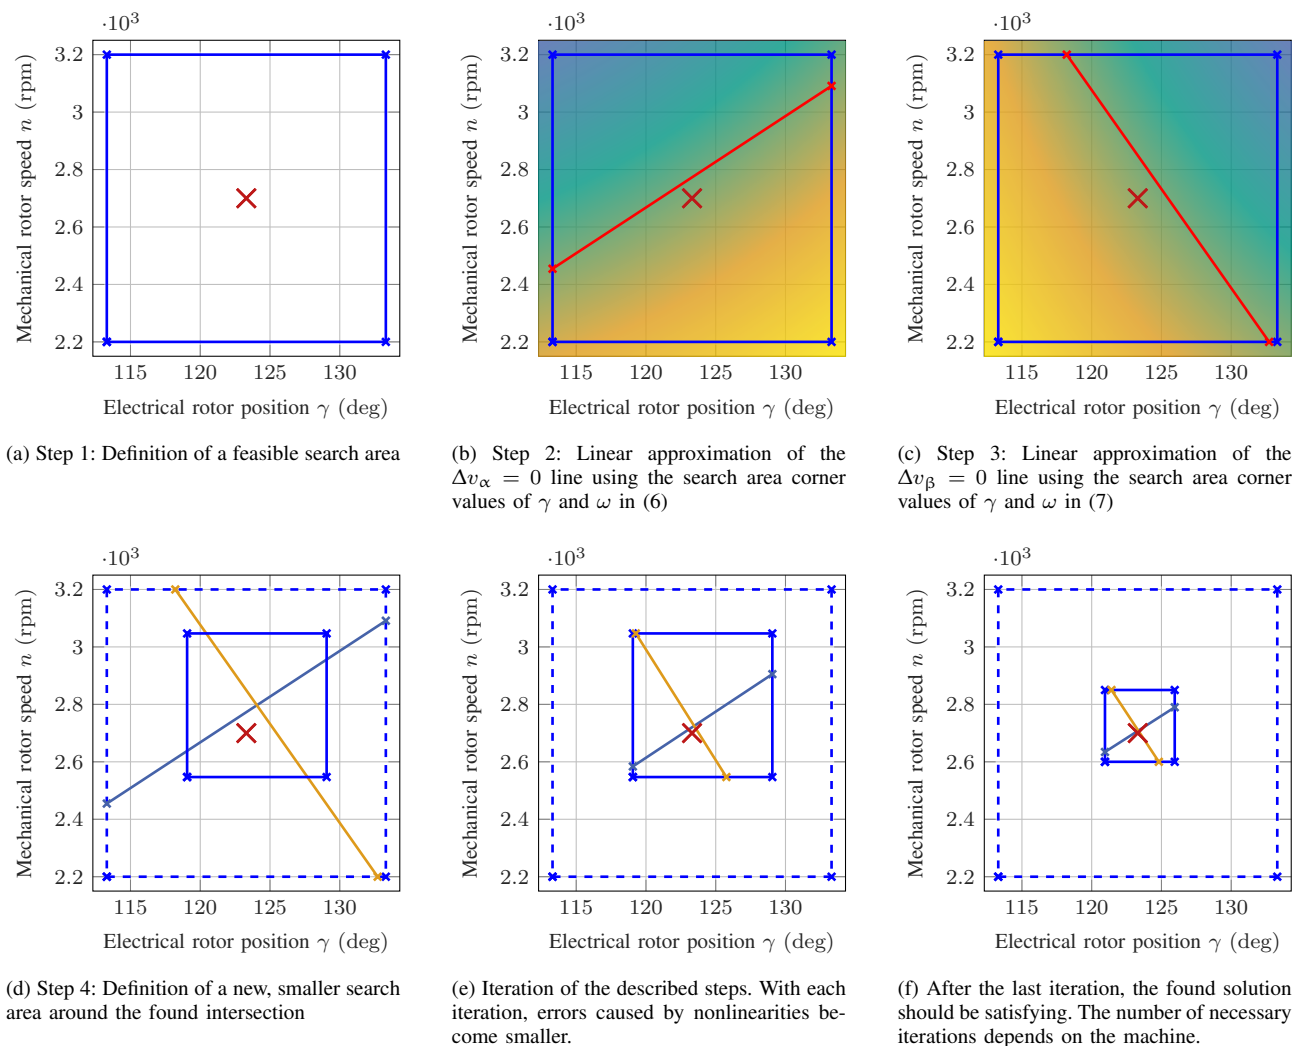 ·10³
·10³
·10³
3.2
3
2.8
2.6
2.4
2.2
Mechanical rotor speed n (rpm)
115 120 125 130
Electrical rotor position γ (deg)
3.2
3
2.8
2.6
2.4
2.2
Mechanical rotor speed n (rpm)
115 120 125 130
Electrical rotor position γ (deg)
3.2
3
2.8
2.6
2.4
2.2
Mechanical rotor speed n (rpm)
115 120 125 130
Electrical rotor position γ (deg)
(a) Step 1: Definition of a feasible search area
(b) Step 2: Linear approximation of the
Δv_α = 0 line using the search area corner
values of γ and ω in (6)
(c) Step 3: Linear approximation of the
Δv_β = 0 line using the search area corner
values of γ and ω in (7)
·10³
·10³
·10³
3.2
3
2.8
2.6
2.4
2.2
Mechanical rotor speed n (rpm)
115 120 125 130
Electrical rotor position γ (deg)
3.2
3
2.8
2.6
2.4
2.2
Mechanical rotor speed n (rpm)
115 120 125 130
Electrical rotor position γ (deg)
3.2
3
2.8
2.6
2.4
2.2
Mechanical rotor speed n (rpm)
115 120 125 130
Electrical rotor position γ (deg)
(d) Step 4: Definition of a new, smaller search
area around the found intersection
(e) Iteration of the described steps. With each
iteration, errors caused by nonlinearities be-
come smaller.
(f) After the last iteration, the found solution
should be satisfying. The number of necessary
iterations depends on the machine.